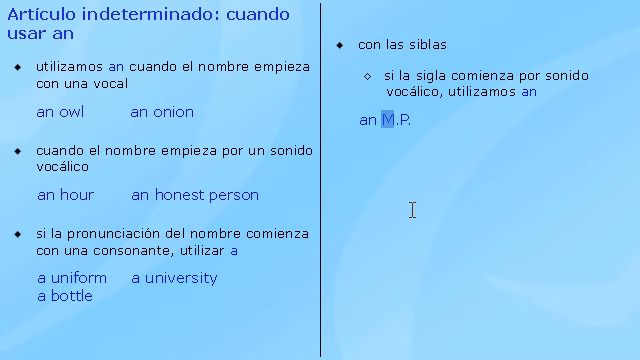 Artículo indeterminado: cuando
usar an
utilizamos an cuando el nombre empieza
con una vocal
an owl an onion
cuando el nombre empieza por un sonido
vocálico
an hour an honest person
si la pronunciación del nombre comienza
con una consonante, utilizar a
a uniform a university
a bottle
con las siblas
si la sigla comienza por sonido
vocálico, utilizamos an
an M.P.